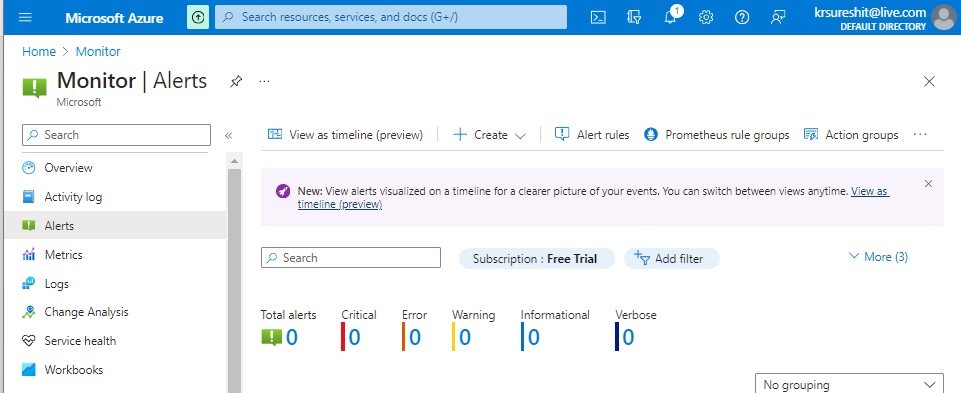 Microsoft Azure
Search resources, services, and docs (G+/)
1
krsureshit@live.com
DEFAULT DIRECTORY
Home > Monitor
Monitor | Alerts
...
Microsoft
Search
«
Overview
Activity log
Alerts
Metrics
Logs
Change Analysis
Service health
Workbooks
View as timeline (preview)
Create
Alert rules
Prometheus rule groups
Action groups
...
New: View alerts visualized on a timeline for a clearer picture of your events. You can switch between views anytime. View as
timeline (preview)
Search
Subscription : Free Trial
Add filter
More (3)
Total alerts
0
Critical
0
Error
0
Warning
0
Informational
0
Verbose
0
No grouping